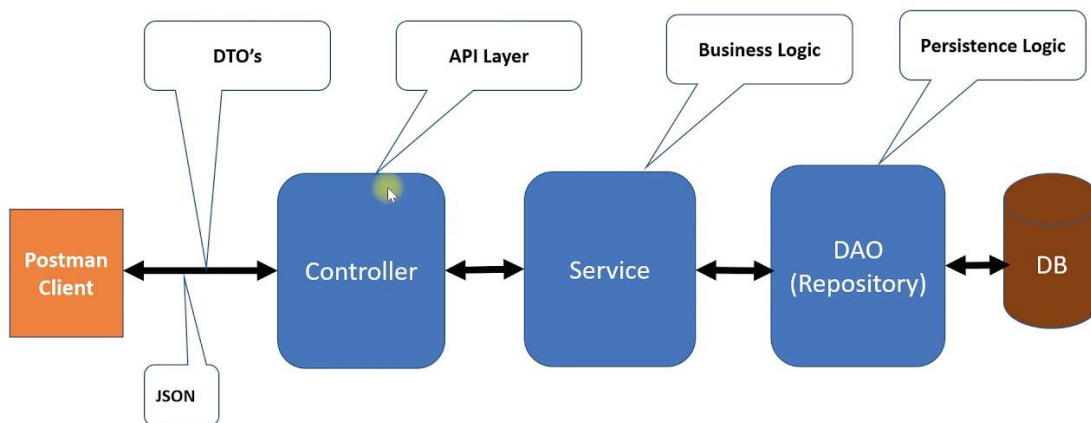 DTO's
API Layer
Business Logic
Persistence Logic
Postman
Client
Controller
Service
DAO
(Repository)
DB
JSON